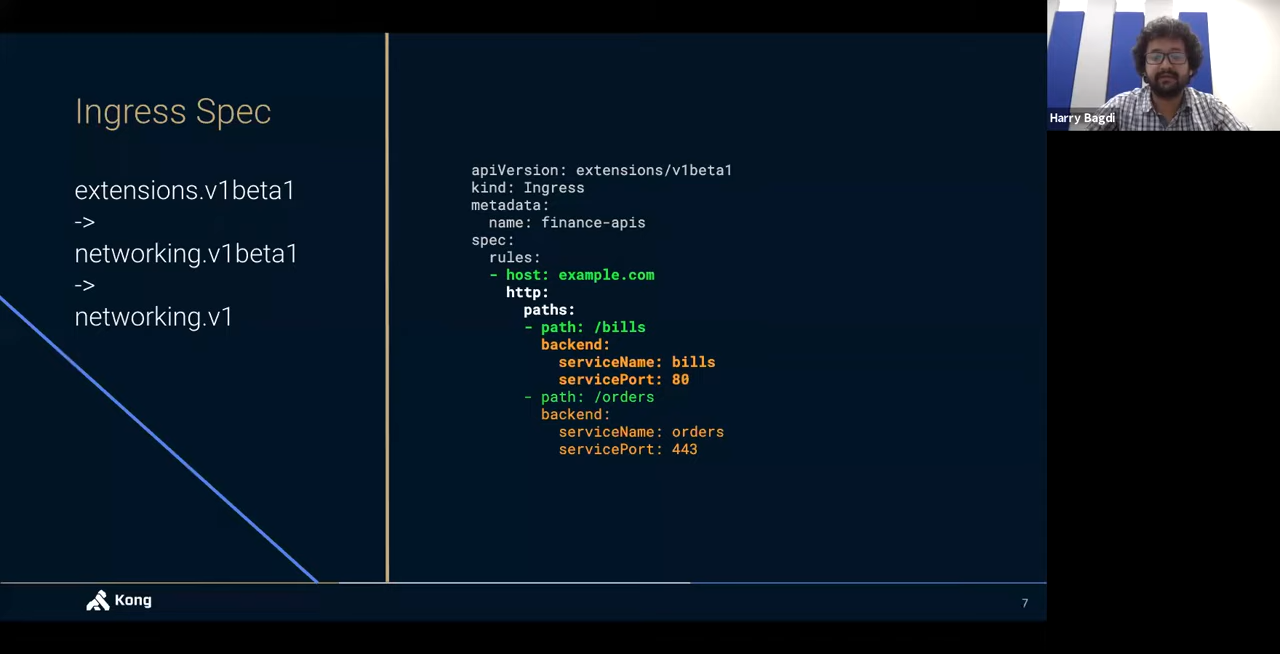 Ingress Spec
extensions.v1beta1
->
networking.v1beta1
->
networking.v1
apiVersion: extensions/v1beta1
kind: Ingress
metadata:
  name: finance-apis
spec:
  rules:
  - host: example.com
    http:
      paths:
      - path: /bills
        backend:
          serviceName: bills
          servicePort: 80
      - path: /orders
        backend:
          serviceName: orders
          servicePort: 443
Kong
7
Harry Bagdi